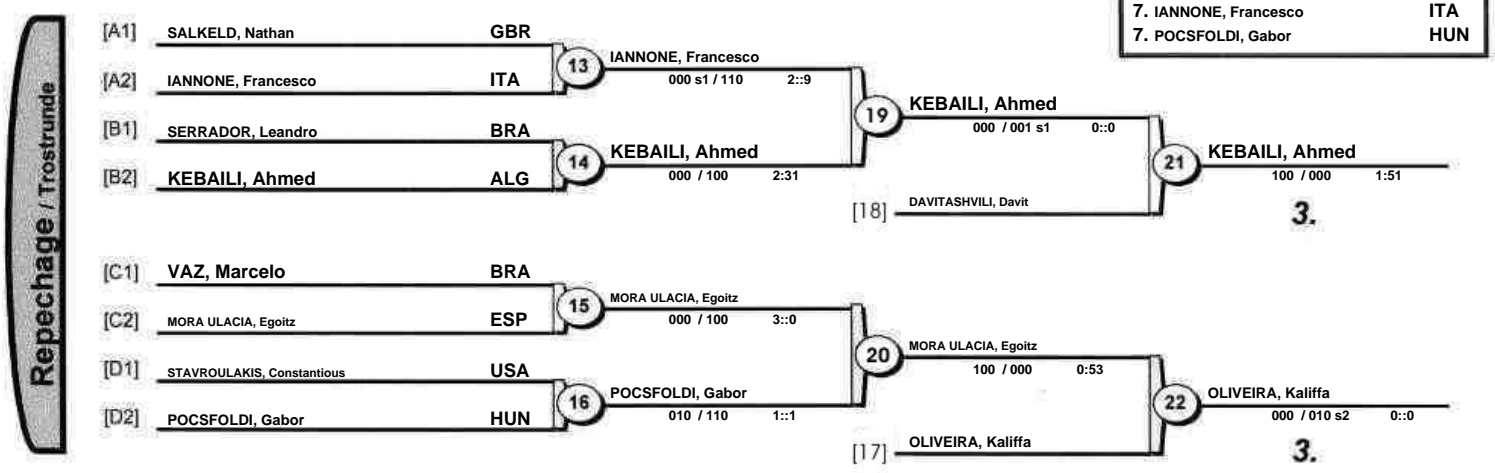 7. IANNONE, Francesco ITA
7. POCSFOLDI, Gabor HUN
Repechage / Trostrunde
[A1] SALKELD, Nathan GBR
[A2] IANNONE, Francesco ITA
13
IANNONE, Francesco
000 s1 / 110 2::9
[B1] SERRADOR, Leandro BRA
[B2] KEBAILI, Ahmed ALG
14
KEBAILI, Ahmed
000 / 100 2:31
19
KEBAILI, Ahmed
000 / 001 s1 0::0
[18] DAVITASHVILI, Davit
21
KEBAILI, Ahmed
100 / 000 1:51
3.
[C1] VAZ, Marcelo BRA
[C2] MORA ULACIA, Egoitz ESP
15
MORA ULACIA, Egoitz
000 / 100 3::0
[D1] STAVROULAKIS, Constantious USA
[D2] POCSFOLDI, Gabor HUN
16
POCSFOLDI, Gabor
010 / 110 1::1
20
MORA ULACIA, Egoitz
100 / 000 0:53
[17] OLIVEIRA, Kaliffa
22
OLIVEIRA, Kaliffa
000 / 010 s2 0::0
3.